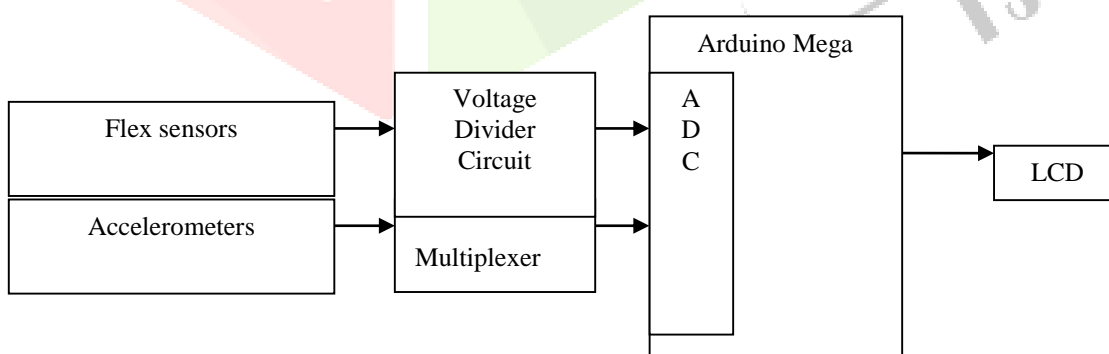 Arduino Mega
Flex sensors
Voltage
Divider
Circuit
A
D
C
LCD
Accelerometers
Multiplexer